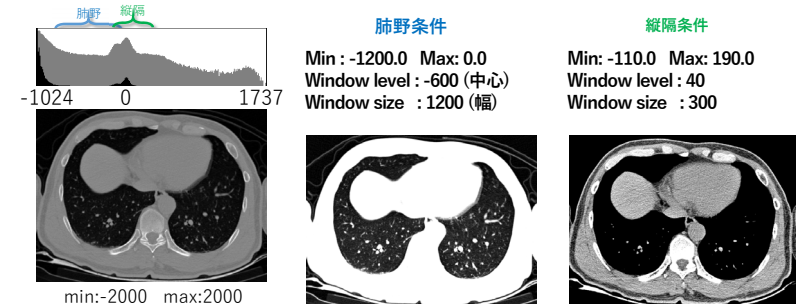 肺野 縦隔
-1024 0 1737
min:-2000 max:2000
肺野条件
Min : -1200.0 Max: 0.0
Window level : -600 (中心)
Window size : 1200 (幅)
縦隔条件
Min: -110.0 Max: 190.0
Window level : 40
Window size : 300